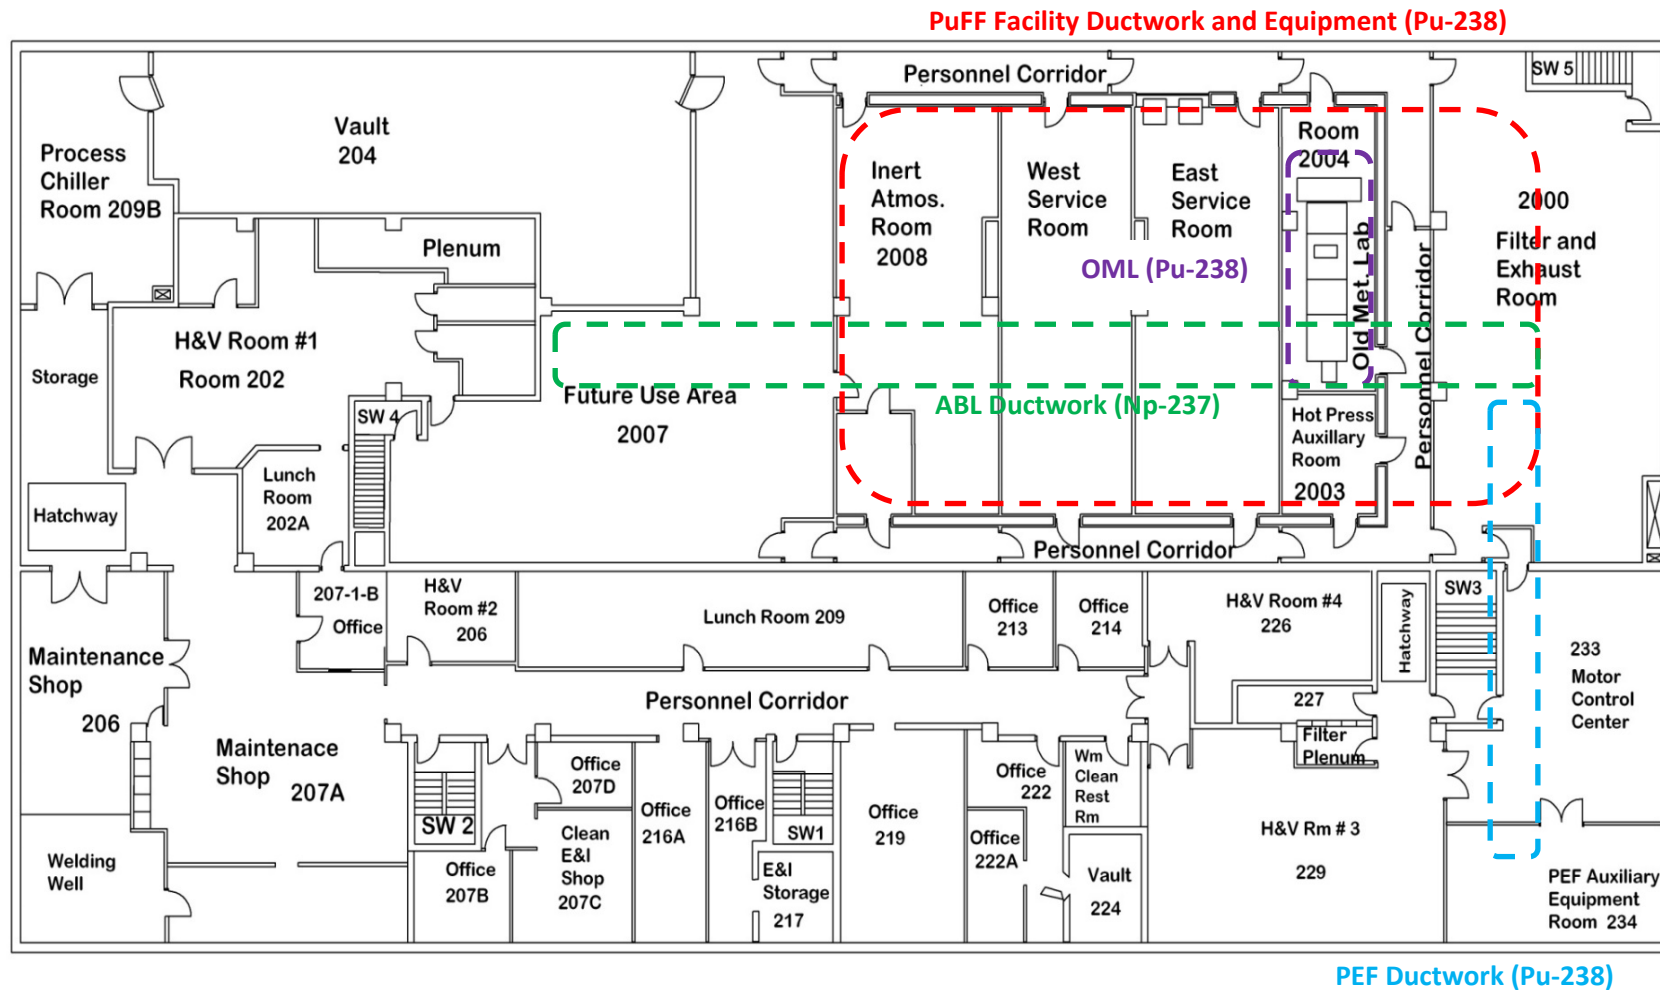 PuFF Facility Ductwork and Equipment (Pu-238)
Personnel Corridor
SW 5
Vault
204
Process
Chiller
Room 209B
Room
2004
Inert
Atmos.
Room
2008
West
Service
Room
East
Service
Room
2000
Filter and
Exhaust
Room
Plenum
OML (Pu-238)
Old Met. Lab
Personnel Corridor
H&V Room #1
Room 202
Storage
Future Use Area
2007
ABL Ductwork (Np-237)
SW 4
Hot Press
Auxillary
Room
2003
Lunch
Room
202A
Hatchway
Personnel Corridor
207-1-B
Office
H&V
Room #2
206
Lunch Room 209
Office
213
Office
214
H&V Room #4
226
Hatchway
SW3
233
Motor
Control
Center
Maintenance
Shop
206
Personnel Corridor
227
Filter
Plenum
Maintenace
Shop
207A
SW 2
Office
207D
Office
216A
Office
216B
SW1
Office
219
Office
222
Wm
Clean
Rest
Rm
Office
222A
H&V Rm # 3
229
Welding
Well
Office
207B
Clean
E&I
Shop
207C
E&I
Storage
217
Vault
224
PEF Auxiliary
Equipment
Room 234
PEF Ductwork (Pu-238)